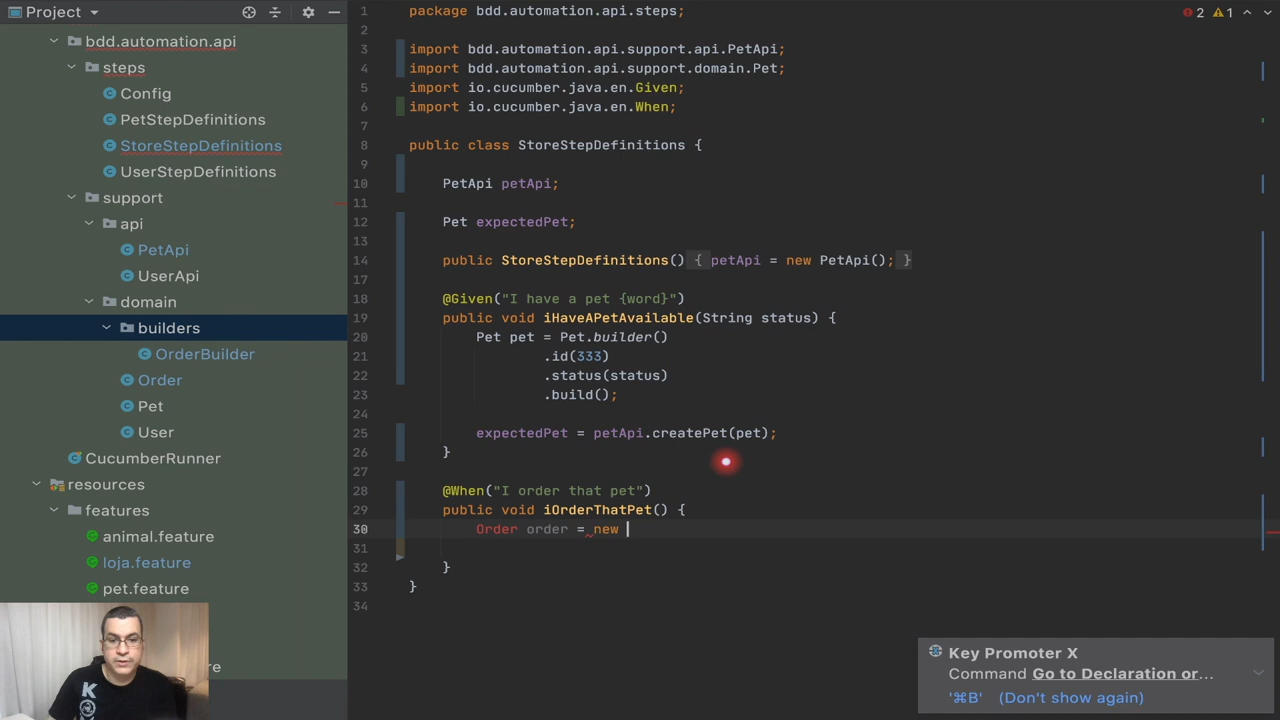 Project
bdd.automation.api
steps
Config
PetStepDefinitions
StoreStepDefinitions
UserStepDefinitions
support
api
PetApi
UserApi
domain
builders
OrderBuilder
Order
Pet
User
CucumberRunner
resources
features
animal.feature
loja.feature
pet.feature
re
2 1
1 package bdd.automation.api.steps;
2
3 import bdd.automation.api.support.api.PetApi;
4 import bdd.automation.api.support.domain.Pet;
5 import io.cucumber.java.en.Given;
6 import io.cucumber.java.en.When;
7
8 public class StoreStepDefinitions {
9
10 PetApi petApi;
11
12 Pet expectedPet;
13
14 public StoreStepDefinitions() { petApi = new PetApi(); }
17
18 @Given("I have a pet {word}")
19 public void iHaveAPetAvailable(String status) {
20 Pet pet = Pet.builder()
21 .id(333)
22 .status(status)
23 .build();
24
25 expectedPet = petApi.createPet(pet);
26 }
27
28 @When("I order that pet")
29 public void iOrderThatPet() {
30 Order order = new
31
32 }
33 }
34
Key Promoter X
Command Go to Declaration or...
'⌘B' (Don't show again)